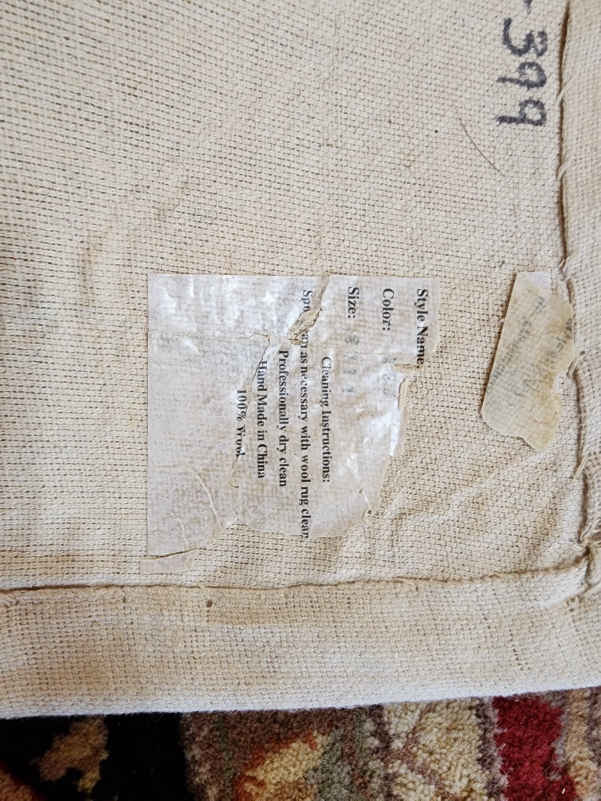 -399
Style Name:
Color:
Size:
Cleaning Instructions:
as necessary with wool rug clean
Professionally dry clean
Hand Made in China
100% Wool